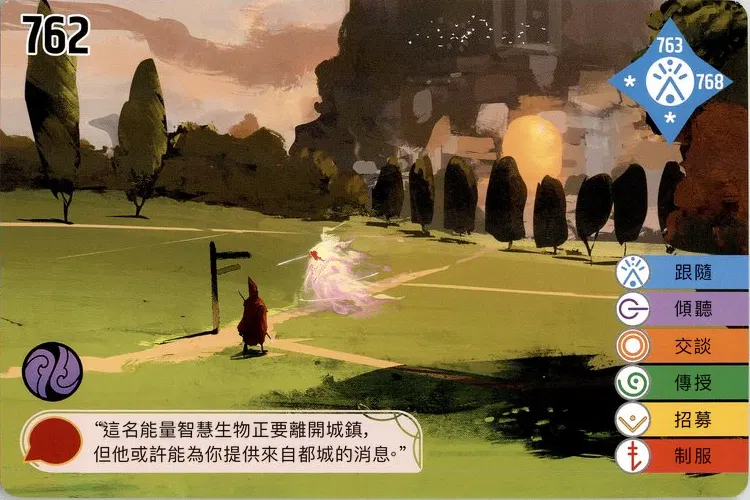 762
763
* 768
*
跟隨
傾聽
交談
傳授
招募
制服
“這名能量智慧生物正要離開城鎮，
但他或許能為你提供來自都城的消息。”